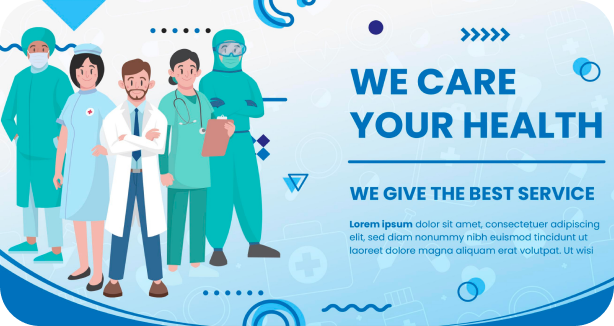 WE CARE
YOUR HEALTH
WE GIVE THE BEST SERVICE
Lorem ipsum dolor sit amet, consectetuer adipiscing
elit, sed diam nonummy nibh euismod tincidunt ut
laoreet dolore magna aliquam erat volutpat. Ut wisi